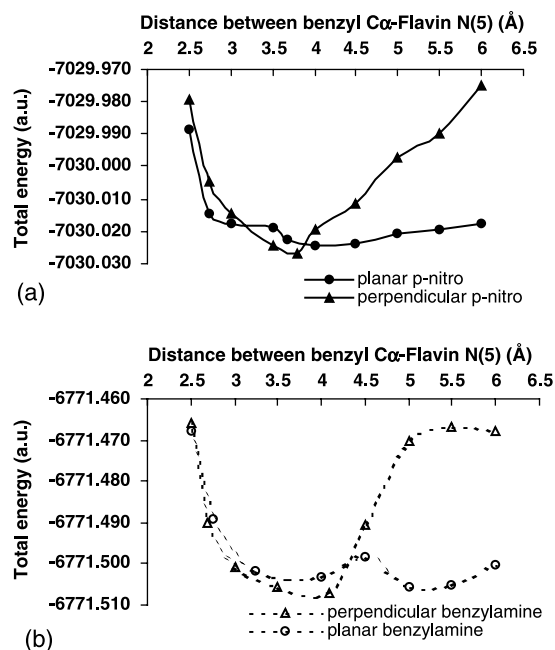 Distance between benzyl Cα-Flavin N(5) (Å)
2 2.5 3 3.5 4 4.5 5 5.5 6 6.5
Total energy (a.u.)
-7029.970
-7029.980
-7029.990
-7030.000
-7030.010
-7030.020
-7030.030
planar p-nitro
perpendicular p-nitro
(a)
Distance between benzyl Cα-Flavin N(5) (Å)
2 2.5 3 3.5 4 4.5 5 5.5 6 6.5
Total energy (a.u.)
-6771.460
-6771.470
-6771.480
-6771.490
-6771.500
-6771.510
perpendicular benzylamine
planar benzylamine
(b)